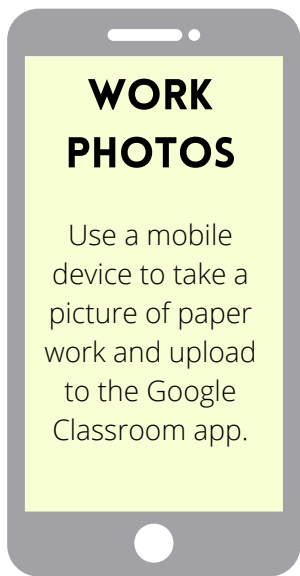 WORK
PHOTOS
Use a mobile
device to take a
picture of paper
work and upload
to the Google
Classroom app.